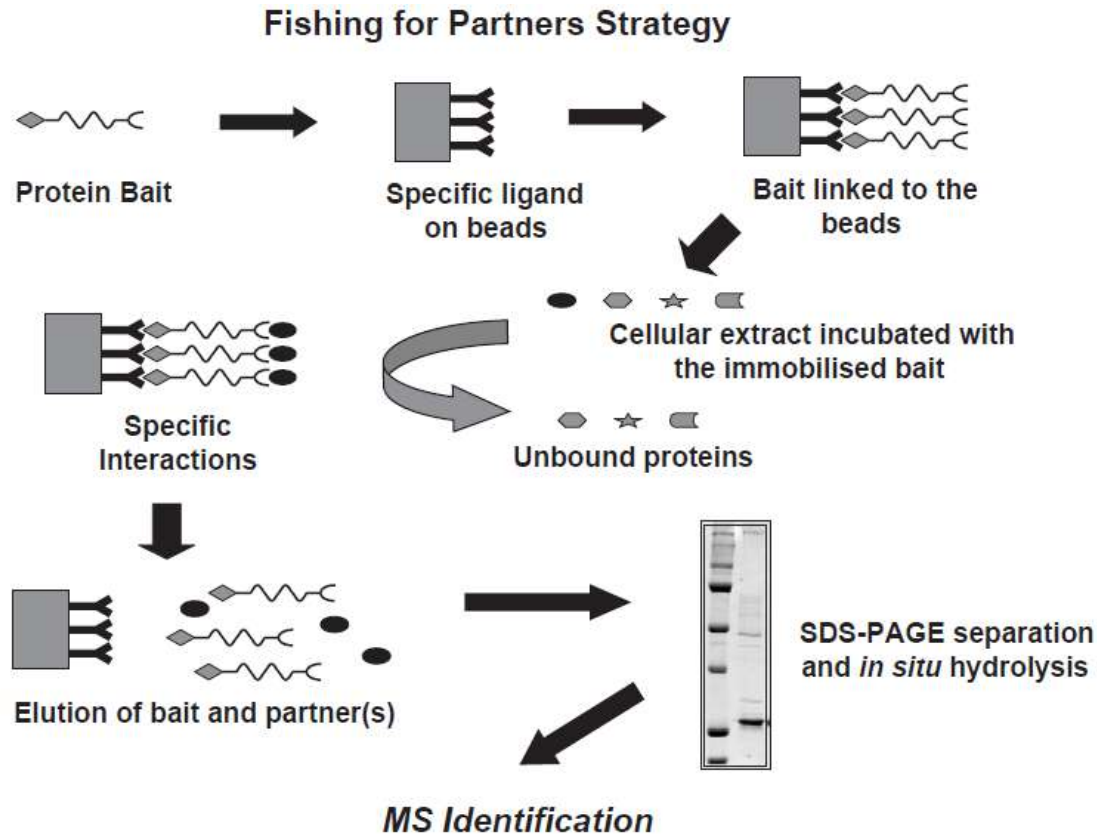 Fishing for Partners Strategy
Protein Bait
Specific ligand
on beads
Bait linked to the
beads
Cellular extract incubated with
the immobilised bait
Specific
Interactions
Unbound proteins
SDS-PAGE separation
and in situ hydrolysis
Elution of bait and partner(s)
MS Identification